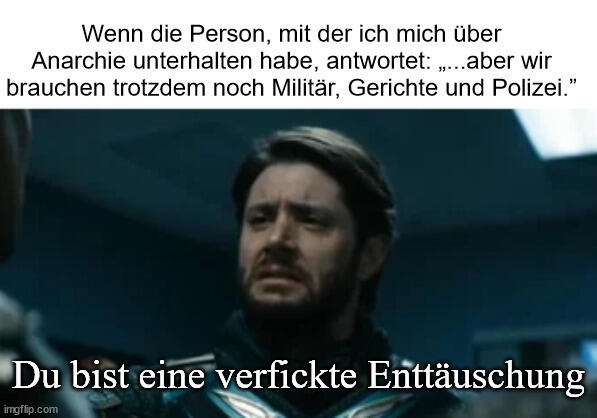 Wenn die Person, mit der ich mich über
Anarchie unterhalten habe, antwortet: „...aber wir
brauchen trotzdem noch Militär, Gerichte und Polizei.”
Du bist eine verfickte Enttäuschung
imgflip.com